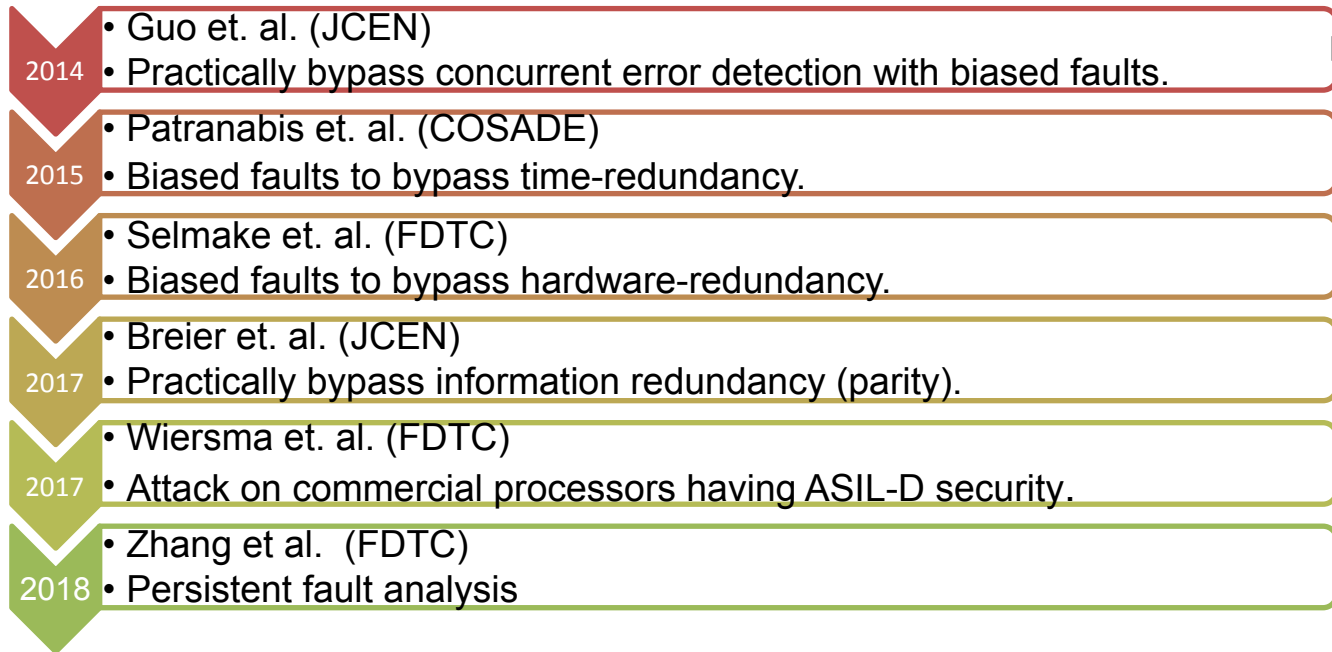 2014
• Guo et. al. (JCEN)
• Practically bypass concurrent error detection with biased faults.
2015
• Patranabis et. al. (COSADE)
• Biased faults to bypass time-redundancy.
2016
• Selmake et. al. (FDTC)
• Biased faults to bypass hardware-redundancy.
2017
• Breier et. al. (JCEN)
• Practically bypass information redundancy (parity).
2017
• Wiersma et. al. (FDTC)
• Attack on commercial processors having ASIL-D security.
2018
• Zhang et al. (FDTC)
• Persistent fault analysis